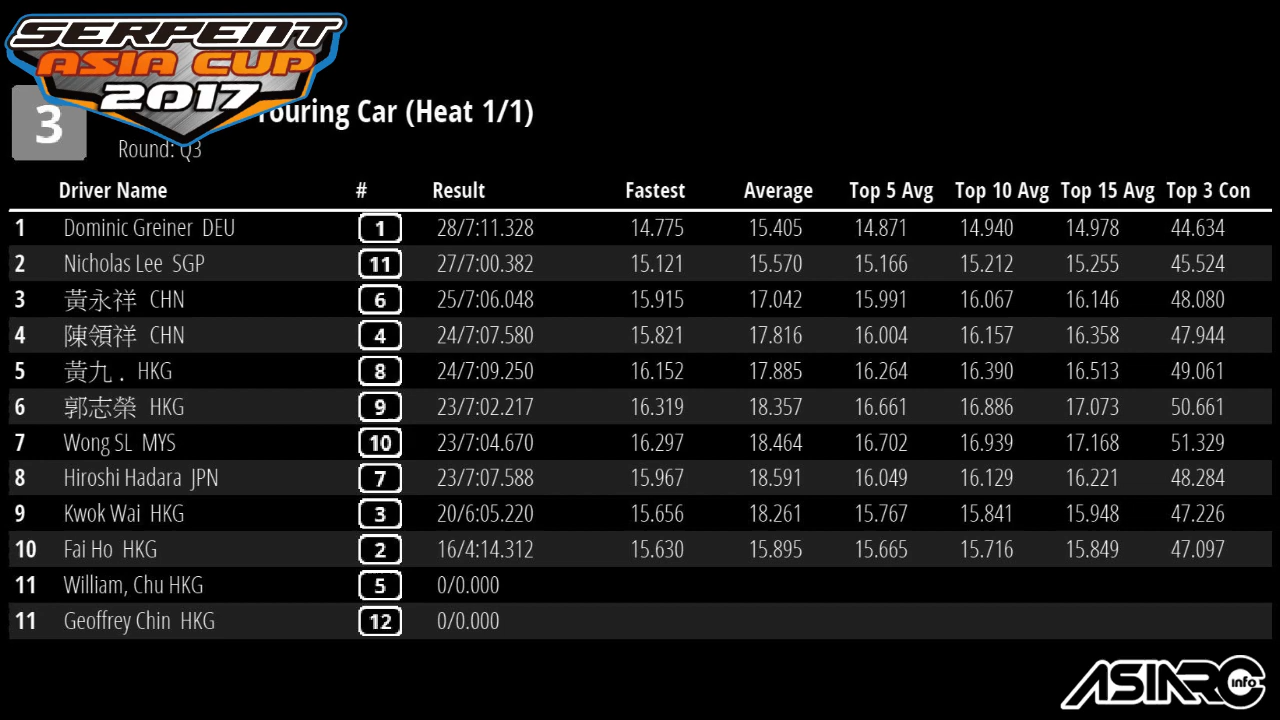 SERPENT
ASIA CUP
2017
3 Touring Car (Heat 1/1)
Round: Q3
Driver Name # Result Fastest Average Top 5 Avg Top 10 Avg Top 15 Avg Top 3 Con
1 Dominic Greiner DEU 1 28/7:11.328 14.775 15.405 14.871 14.940 14.978 44.634
2 Nicholas Lee SGP 11 27/7:00.382 15.121 15.570 15.166 15.212 15.255 45.524
3 黃永祥 CHN 6 25/7:06.048 15.915 17.042 15.991 16.067 16.146 48.080
4 陳領祥 CHN 4 24/7:07.580 15.821 17.816 16.004 16.157 16.358 47.944
5 黃九 . HKG 8 24/7:09.250 16.152 17.885 16.264 16.390 16.513 49.061
6 郭志榮 HKG 9 23/7:02.217 16.319 18.357 16.661 16.886 17.073 50.661
7 Wong SL MYS 10 23/7:04.670 16.297 18.464 16.702 16.939 17.168 51.329
8 Hiroshi Hadara JPN 7 23/7:07.588 15.967 18.591 16.049 16.129 16.221 48.284
9 Kwok Wai HKG 3 20/6:05.220 15.656 18.261 15.767 15.841 15.948 47.226
10 Fai Ho HKG 2 16/4:14.312 15.630 15.895 15.665 15.716 15.849 47.097
11 William, Chu HKG 5 0/0.000
11 Geoffrey Chin HKG 12 0/0.000
ASIARC info